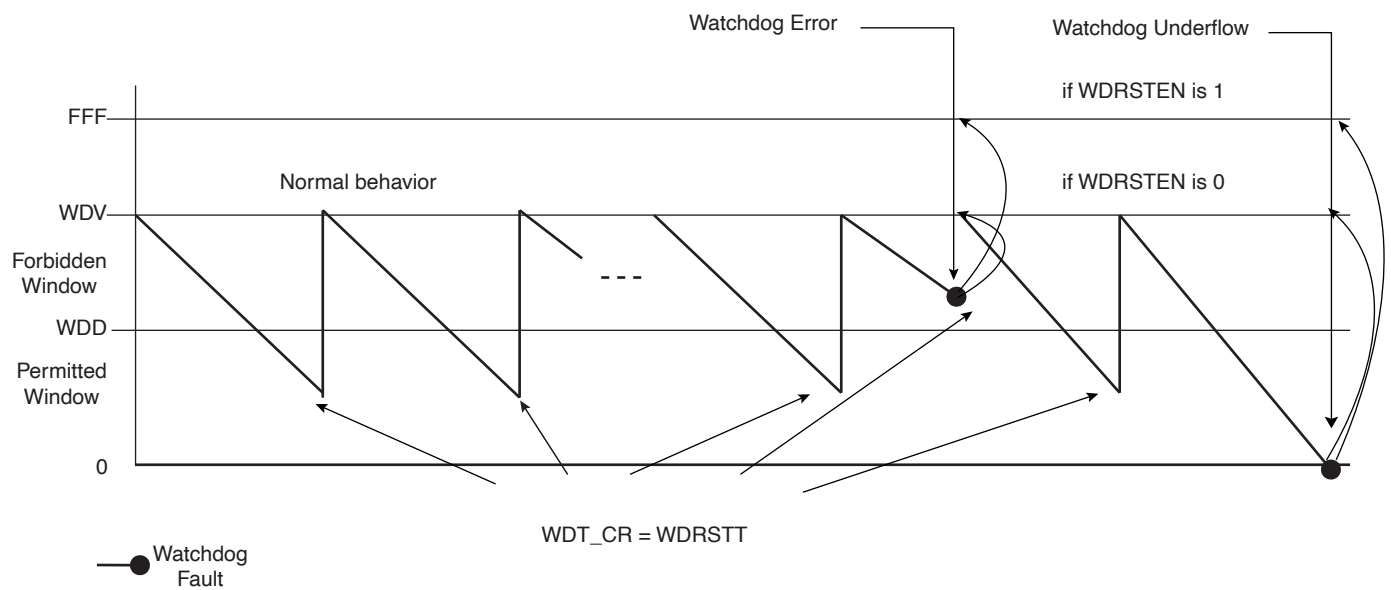 Watchdog Error
Watchdog Underflow
if WDRSTEN is 1
FFF
Normal behavior
if WDRSTEN is 0
WDV
Forbidden
Window
WDD
Permitted
Window
0
WDT_CR = WDRSTT
Watchdog
Fault